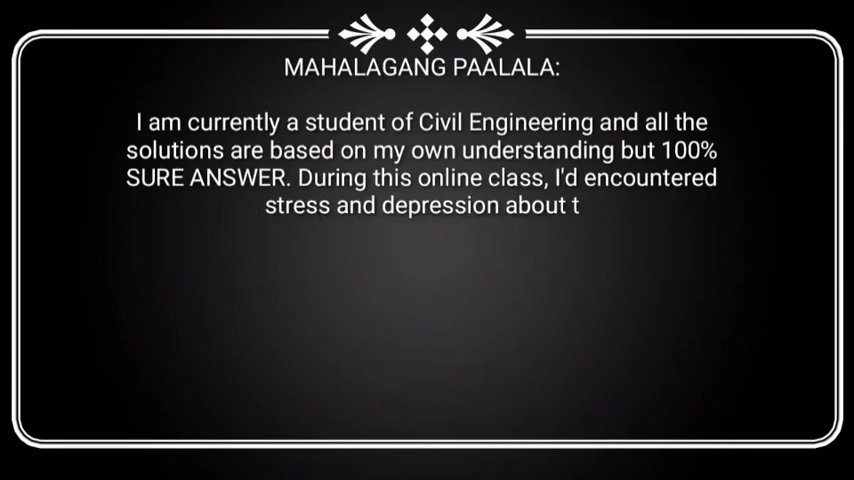 MAHALAGANG PAALALA:
I am currently a student of Civil Engineering and all the
solutions are based on my own understanding but 100%
SURE ANSWER. During this online class, I'd encountered
stress and depression about t